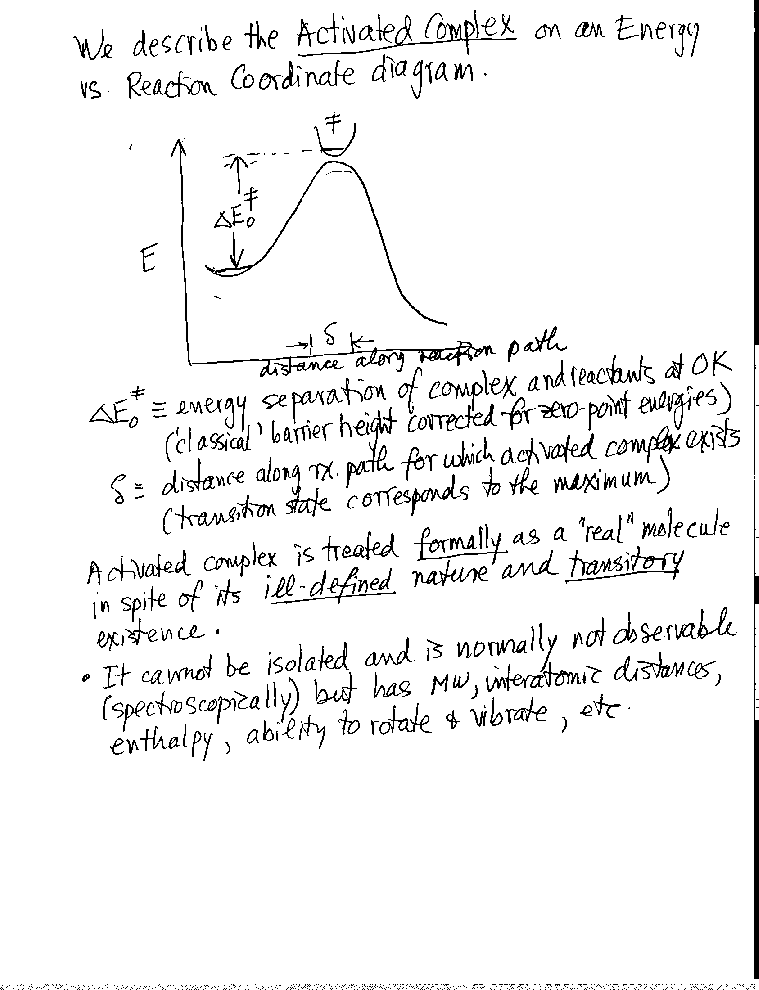 We describe the Activated Complex on an Energy
vs. Reaction Coordinate diagram.
‡
ΔE₀‡
E
δ
distance along reaction path
ΔE₀‡ ≡ energy separation of complex and reactants at 0K
('classical' barrier height corrected for zero-point energies)
δ ≡ distance along rx. path for which activated complex exists
(transition state corresponds to the maximum)
Activated complex is treated formally as a "real" molecule
in spite of its ill-defined nature and transitory
existence.
• It cannot be isolated and is normally not observable
(spectroscopically) but has MW, interatomic distances,
enthalpy, ability to rotate & vibrate, etc.